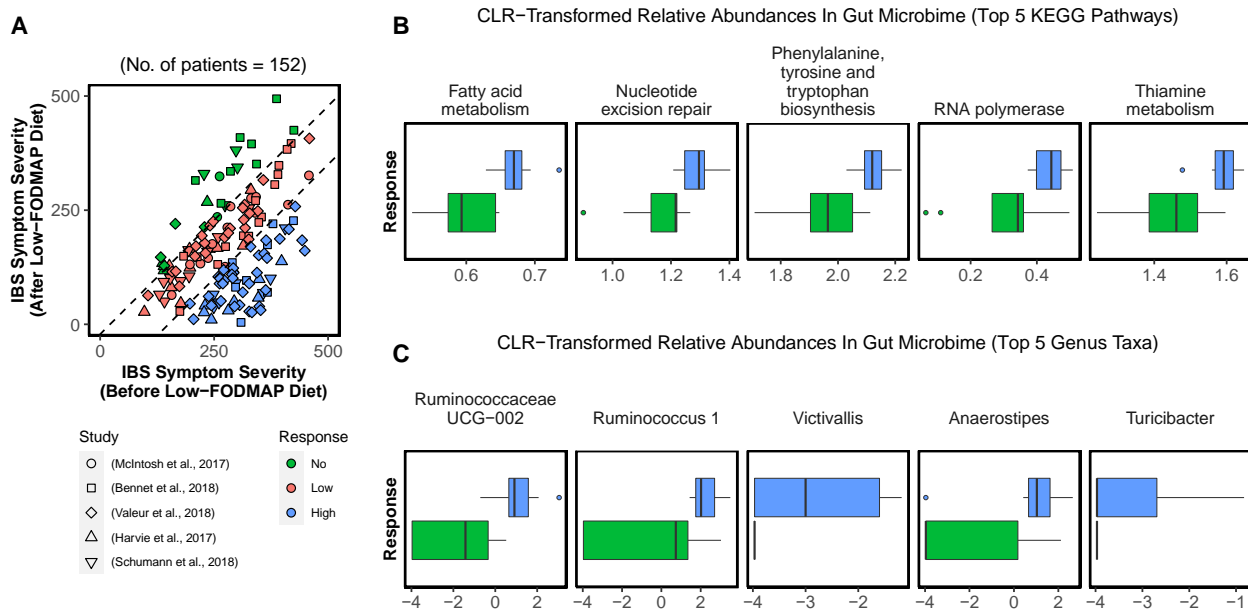 A
(No. of patients = 152)
IBS Symptom Severity
(After Low−FODMAP Diet)
500
250
0
0 250 500
IBS Symptom Severity
(Before Low−FODMAP Diet)
Study
(McIntosh et al., 2017)
(Bennet et al., 2018)
(Valeur et al., 2018)
(Harvie et al., 2017)
(Schumann et al., 2018)
Response
No
Low
High
B
CLR−Transformed Relative Abundances In Gut Microbime (Top 5 KEGG Pathways)
Fatty acid
metabolism
Nucleotide
excision repair
Phenylalanine,
tyrosine and
tryptophan
biosynthesis
RNA polymerase
Thiamine
metabolism
Response
0.6 0.7
1.0 1.2 1.4
1.8 2.0 2.2
0.2 0.4
1.4 1.6
C
CLR−Transformed Relative Abundances In Gut Microbime (Top 5 Genus Taxa)
Ruminococcaceae
UCG−002
Ruminococcus 1
Victivallis
Anaerostipes
Turicibacter
Response
−4 −2 0 2
−4 −2 0 2
−4 −3 −2
−4 −2 0 2
−4 −3 −2 −1